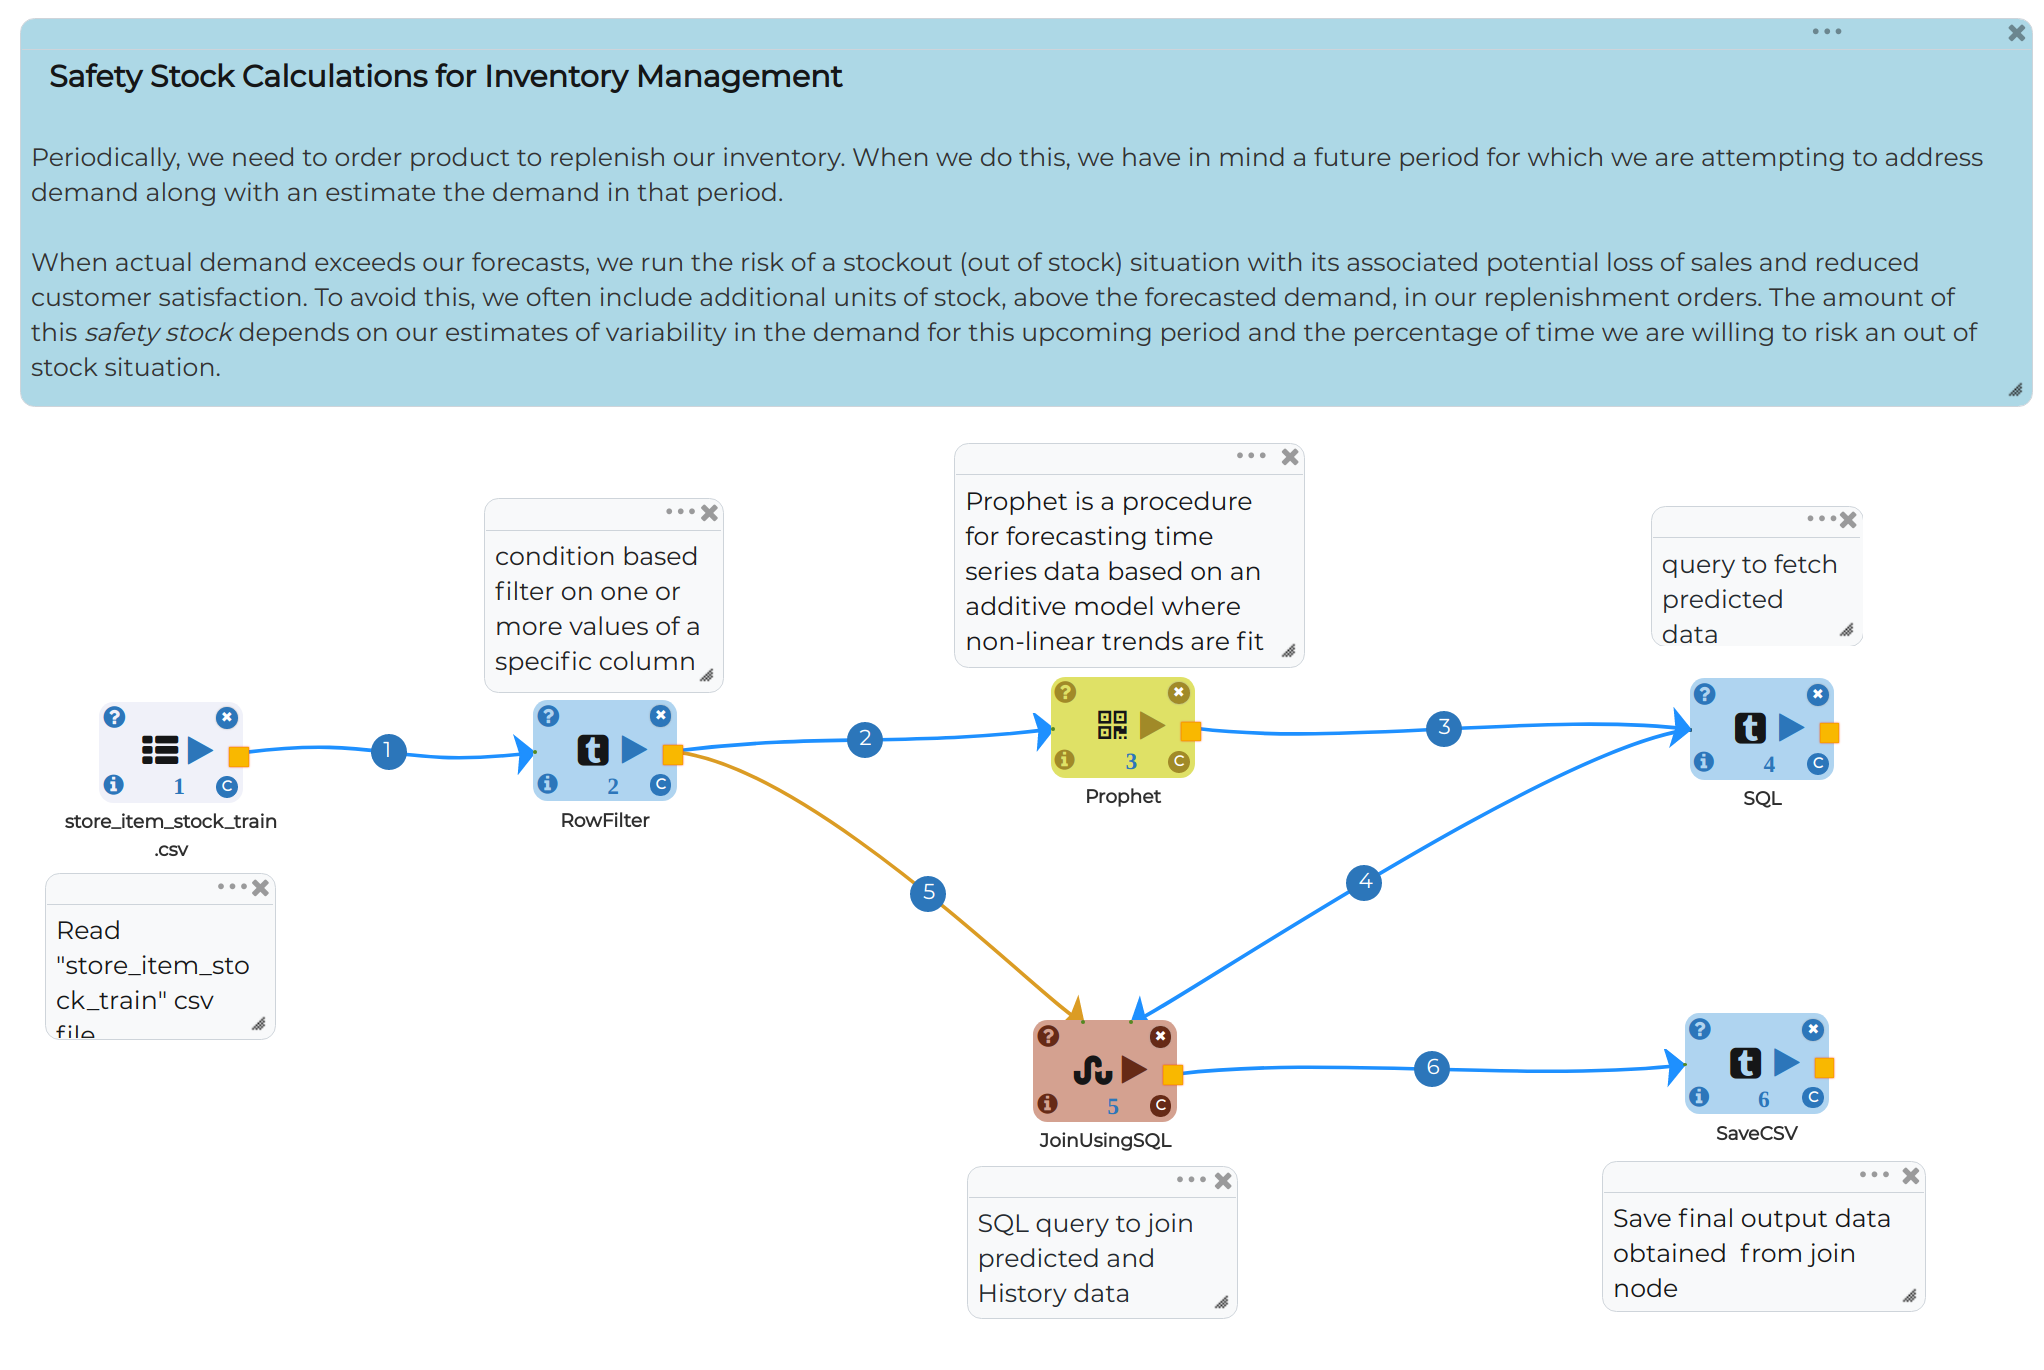 Safety Stock Calculations for Inventory Management
Periodically, we need to order product to replenish our inventory. When we do this, we have in mind a future period for which we are attempting to address
demand along with an estimate the demand in that period.
When actual demand exceeds our forecasts, we run the risk of a stockout (out of stock) situation with its associated potential loss of sales and reduced
customer satisfaction. To avoid this, we often include additional units of stock, above the forecasted demand, in our replenishment orders. The amount of
this safety stock depends on our estimates of variability in the demand for this upcoming period and the percentage of time we are willing to risk an out of
stock situation.
condition based
filter on one or
more values of a
specific column
Prophet is a procedure
for forecasting time
series data based on an
additive model where
non-linear trends are fit
query to fetch
predicted
data
1
store_item_stock_train
.csv
1
2
RowFilter
2
3
Prophet
3
4
SQL
Read
"store_item_sto
ck_train" csv
file
5
4
5
JoinUsingSQL
6
6
SaveCSV
SQL query to join
predicted and
History data
Save final output data
obtained  from join
node